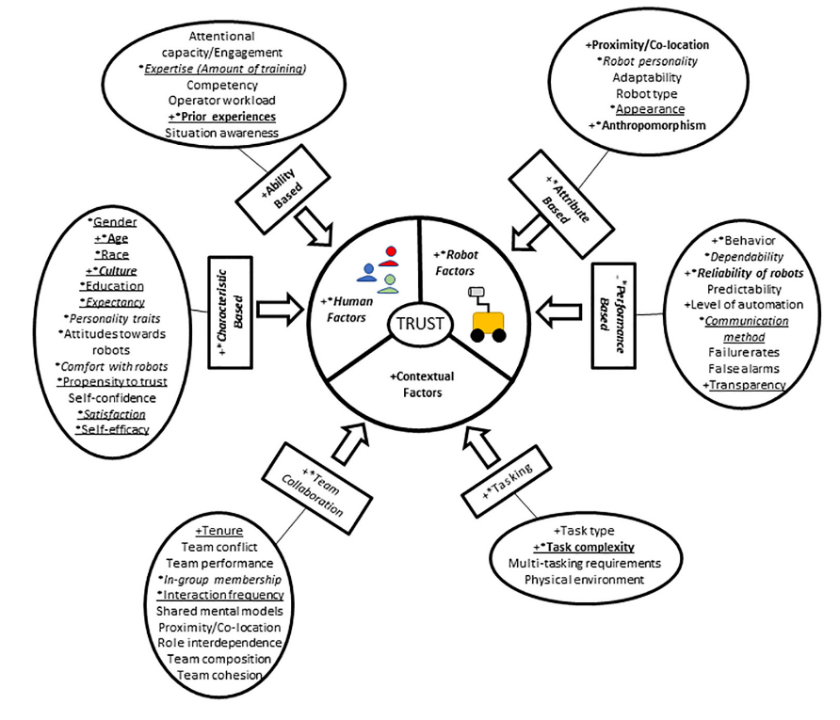 Attentional
capacity/Engagement
*Expertise (Amount of training)
Competency
Operator workload
+*Prior experiences
Situation awareness
+Proximity/Co-location
*Robot personality
Adaptability
Robot type
*Appearance
+*Anthropomorphism
+Ability
Based
+*Attribute
Based
*Gender
+*Age
*Race
+*Culture
*Education
*Expectancy
*Personality traits
*Attitudes towards
robots
*Comfort with robots
*Propensity to trust
Self-confidence
*Satisfaction
*Self-efficacy
+*Characteristic
Based
+*Human
Factors
+*Robot
Factors
TRUST
+Contextual
Factors
-*Performance
Based
+*Behavior
*Dependability
+*Reliability of robots
Predictability
+Level of automation
*Communication
method
Failure rates
False alarms
+Transparency
+*Team
Collaboration
+*Tasking
+Tenure
Team conflict
Team performance
*In-group membership
*Interaction frequency
Shared mental models
Proximity/Co-location
Role interdependence
Team composition
Team cohesion
+Task type
+*Task complexity
Multi-tasking requirements
Physical environment